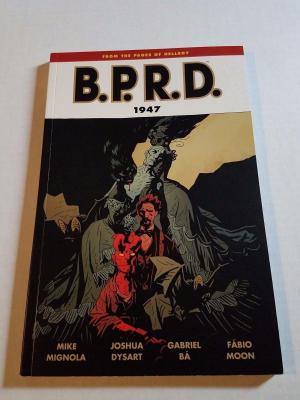 FROM THE PAGES OF HELLBOY
B.P.R.D.
1947
MIKE MIGNOLA
JOSHUA DYSART
GABRIEL BÁ
FÁBIO MOON